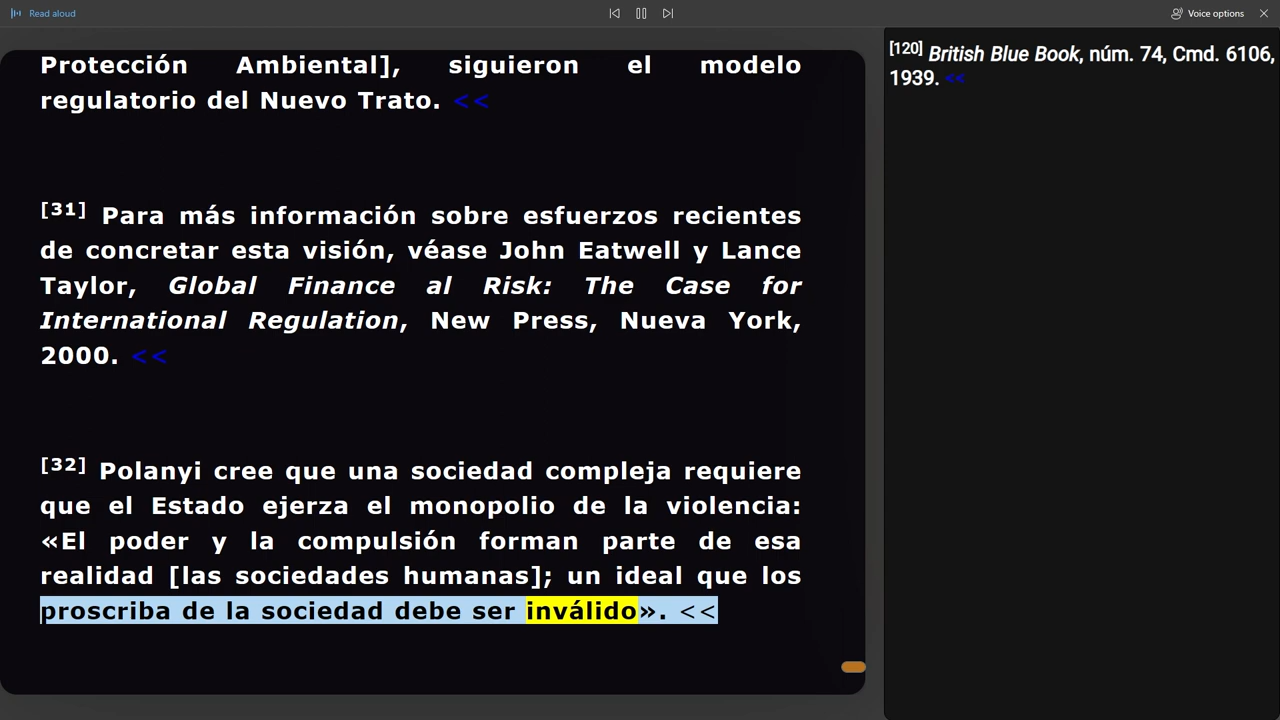 Read aloud
Voice options
Protección Ambiental], siguieron el modelo
regulatorio del Nuevo Trato. <<
[31] Para más información sobre esfuerzos recientes
de concretar esta visión, véase John Eatwell y Lance
Taylor, Global Finance al Risk: The Case for
International Regulation, New Press, Nueva York,
2000. <<
[32] Polanyi cree que una sociedad compleja requiere
que el Estado ejerza el monopolio de la violencia:
«El poder y la compulsión forman parte de esa
realidad [las sociedades humanas]; un ideal que los
proscriba de la sociedad debe ser inválido». <<
[120] British Blue Book, núm. 74, Cmd. 6106,
1939. <<